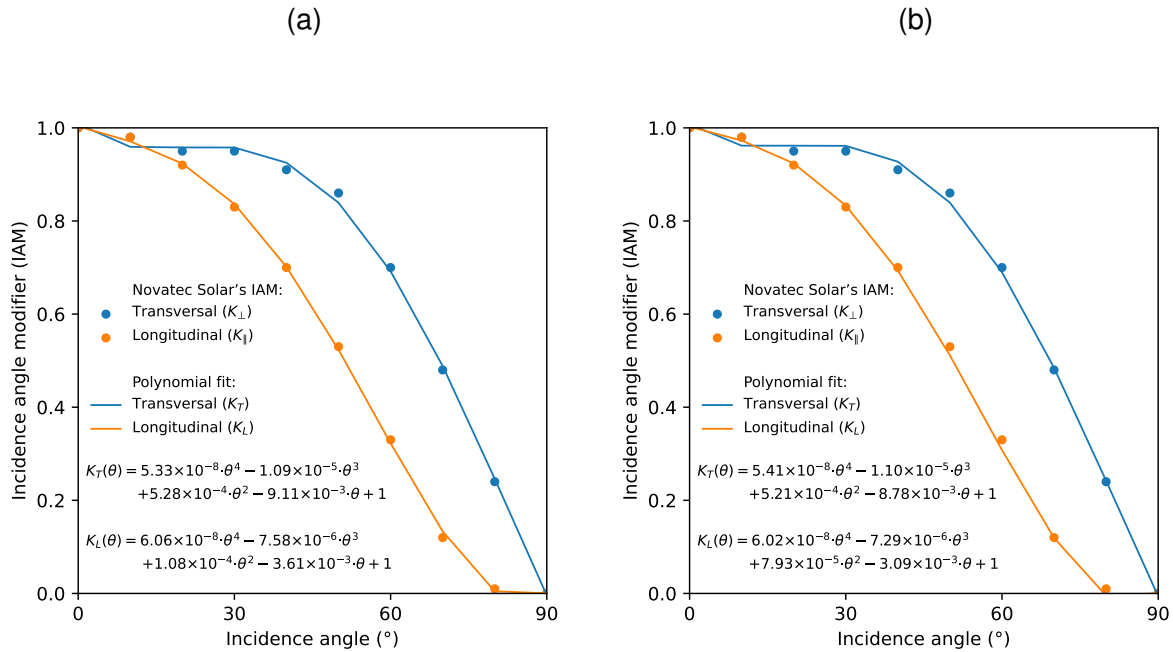 (a)
1.0
0.8
0.6
0.4
0.2
0.0
Incidence angle modifier (IAM)
Novatec Solar’s IAM:
Transversal (K⊥)
Longitudinal (K∥)
Polynomial fit:
Transversal (K_T)
Longitudinal (K_L)
K_T(θ) = 5.33×10⁻⁸·θ⁴ − 1.09×10⁻⁵·θ³
+5.28×10⁻⁴·θ² − 9.11×10⁻³·θ + 1
K_L(θ) = 6.06×10⁻⁸·θ⁴ − 7.58×10⁻⁶·θ³
+1.08×10⁻⁴·θ² − 3.61×10⁻³·θ + 1
0 30 60 90
Incidence angle (°)
(b)
1.0
0.8
0.6
0.4
0.2
0.0
Incidence angle modifier (IAM)
Novatec Solar’s IAM:
Transversal (K⊥)
Longitudinal (K∥)
Polynomial fit:
Transversal (K_T)
Longitudinal (K_L)
K_T(θ) = 5.41×10⁻⁸·θ⁴ − 1.10×10⁻⁵·θ³
+5.21×10⁻⁴·θ² − 8.78×10⁻³·θ + 1
K_L(θ) = 6.02×10⁻⁸·θ⁴ − 7.29×10⁻⁶·θ³
+7.93×10⁻⁵·θ² − 3.09×10⁻³·θ + 1
0 30 60 90
Incidence angle (°)